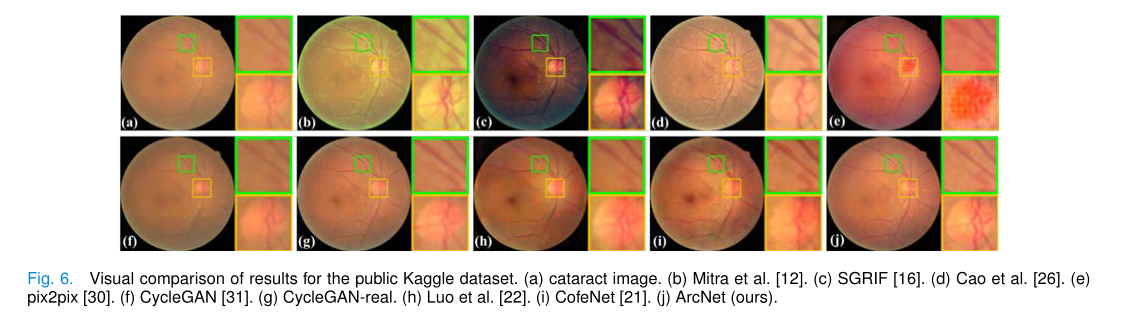 (a)
(b)
(c)
(d)
(e)
(f)
(g)
(h)
(i)
(j)
Fig. 6. Visual comparison of results for the public Kaggle dataset. (a) cataract image. (b) Mitra et al. [12]. (c) SGRIF [16]. (d) Cao et al. [26]. (e)
pix2pix [30]. (f) CycleGAN [31]. (g) CycleGAN-real. (h) Luo et al. [22]. (i) CofeNet [21]. (j) ArcNet (ours).